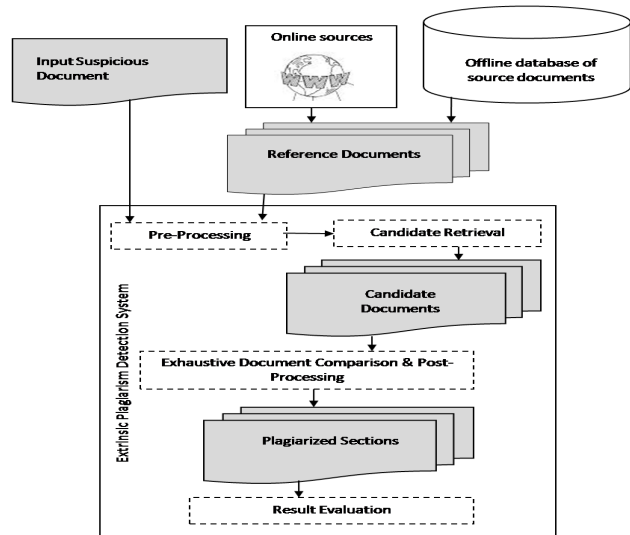 Input Suspicious
Document
Online sources
WWW
Offline database of
source documents
Reference Documents
Pre-Processing
Candidate Retrieval
Candidate
Documents
Exhaustive Document Comparison & Post-
Processing
Plagiarized Sections
Result Evaluation
Extrinsic Plagiarism Detection System